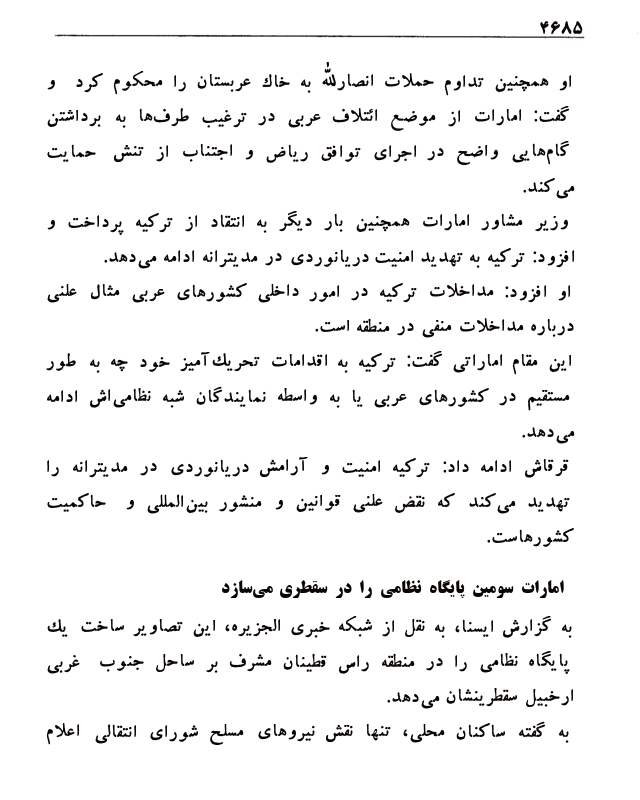 ۴۶۸۵
او همچنین تداوم حملات انصارالله به خاك عربستان را محکوم کرد و
گفت: امارات از موضع ائتلاف عربی در ترغیب طرف‌ها به برداشتن
گام‌هایی واضح در اجرای توافق ریاض و اجتناب از تنش حمایت
می‌کند.
وزیر مشاور امارات همچنین بار دیگر به انتقاد از ترکیه پرداخت و
افزود: ترکیه به تهدید امنیت دریانوردی در مدیترانه ادامه می‌دهد.
او افزود: مداخلات ترکیه در امور داخلی کشورهای عربی مثال علنی
درباره مداخلات منفی در منطقه است.
این مقام اماراتی گفت: ترکیه به اقدامات تحريك‌آمیز خود چه به طور
مستقیم در کشورهای عربی یا به واسطه نمایندگان شبه نظامی‌اش ادامه
می‌دهد.
قرقاش ادامه داد: ترکیه امنیت و آرامش دریانوردی در مدیترانه را
تهدید می‌کند که نقض علنی قوانین و منشور بین‌المللی و حاکمیت
کشورهاست.
امارات سومین پایگاه نظامی را در سقطری می‌سازد
به گزارش ایسنا، به نقل از شبکه خبری الجزیره، این تصاویر ساخت يك
پایگاه نظامی را در منطقه راس قطینان مشرف بر ساحل جنوب غربی
ارخبیل سقطرینشان می‌دهد.
به گفته ساکنان محلی، تنها نقش نیروهای مسلح شورای انتقالی اعلام